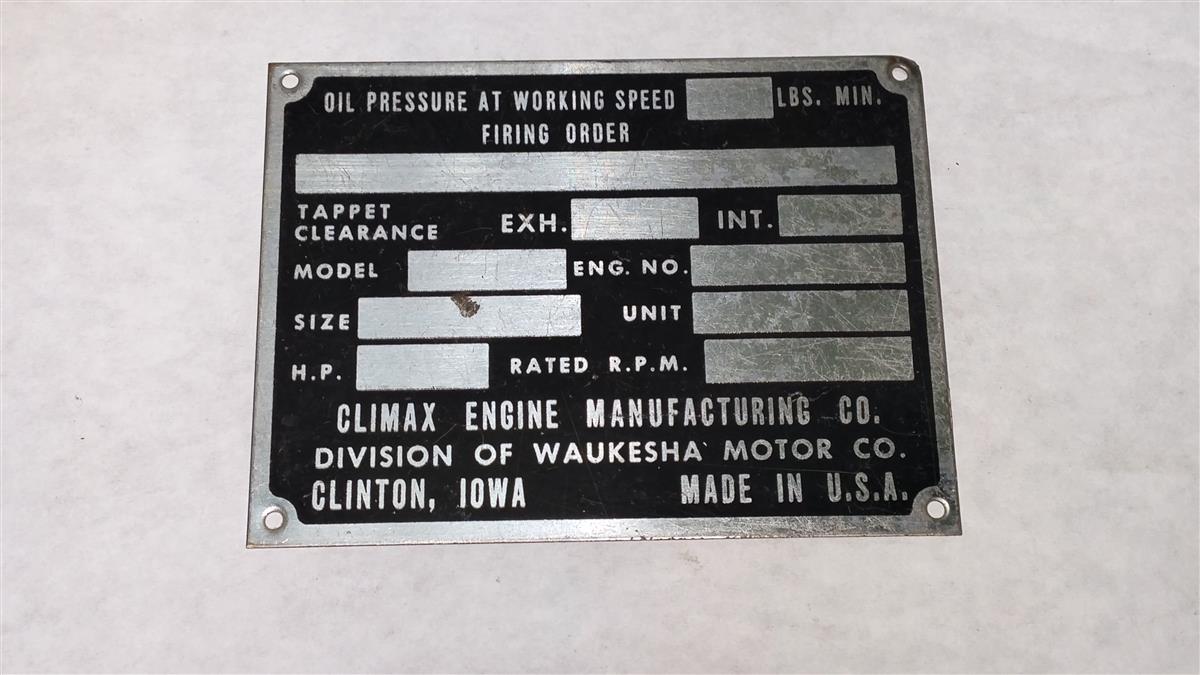 OIL PRESSURE AT WORKING SPEED LBS. MIN.
FIRING ORDER
TAPPET
CLEARANCE EXH. INT.
MODEL ENG. NO.
SIZE UNIT
H.P. RATED R.P.M.
CLIMAX ENGINE MANUFACTURING CO.
DIVISION OF WAUKESHA MOTOR CO.
CLINTON, IOWA MADE IN U.S.A.